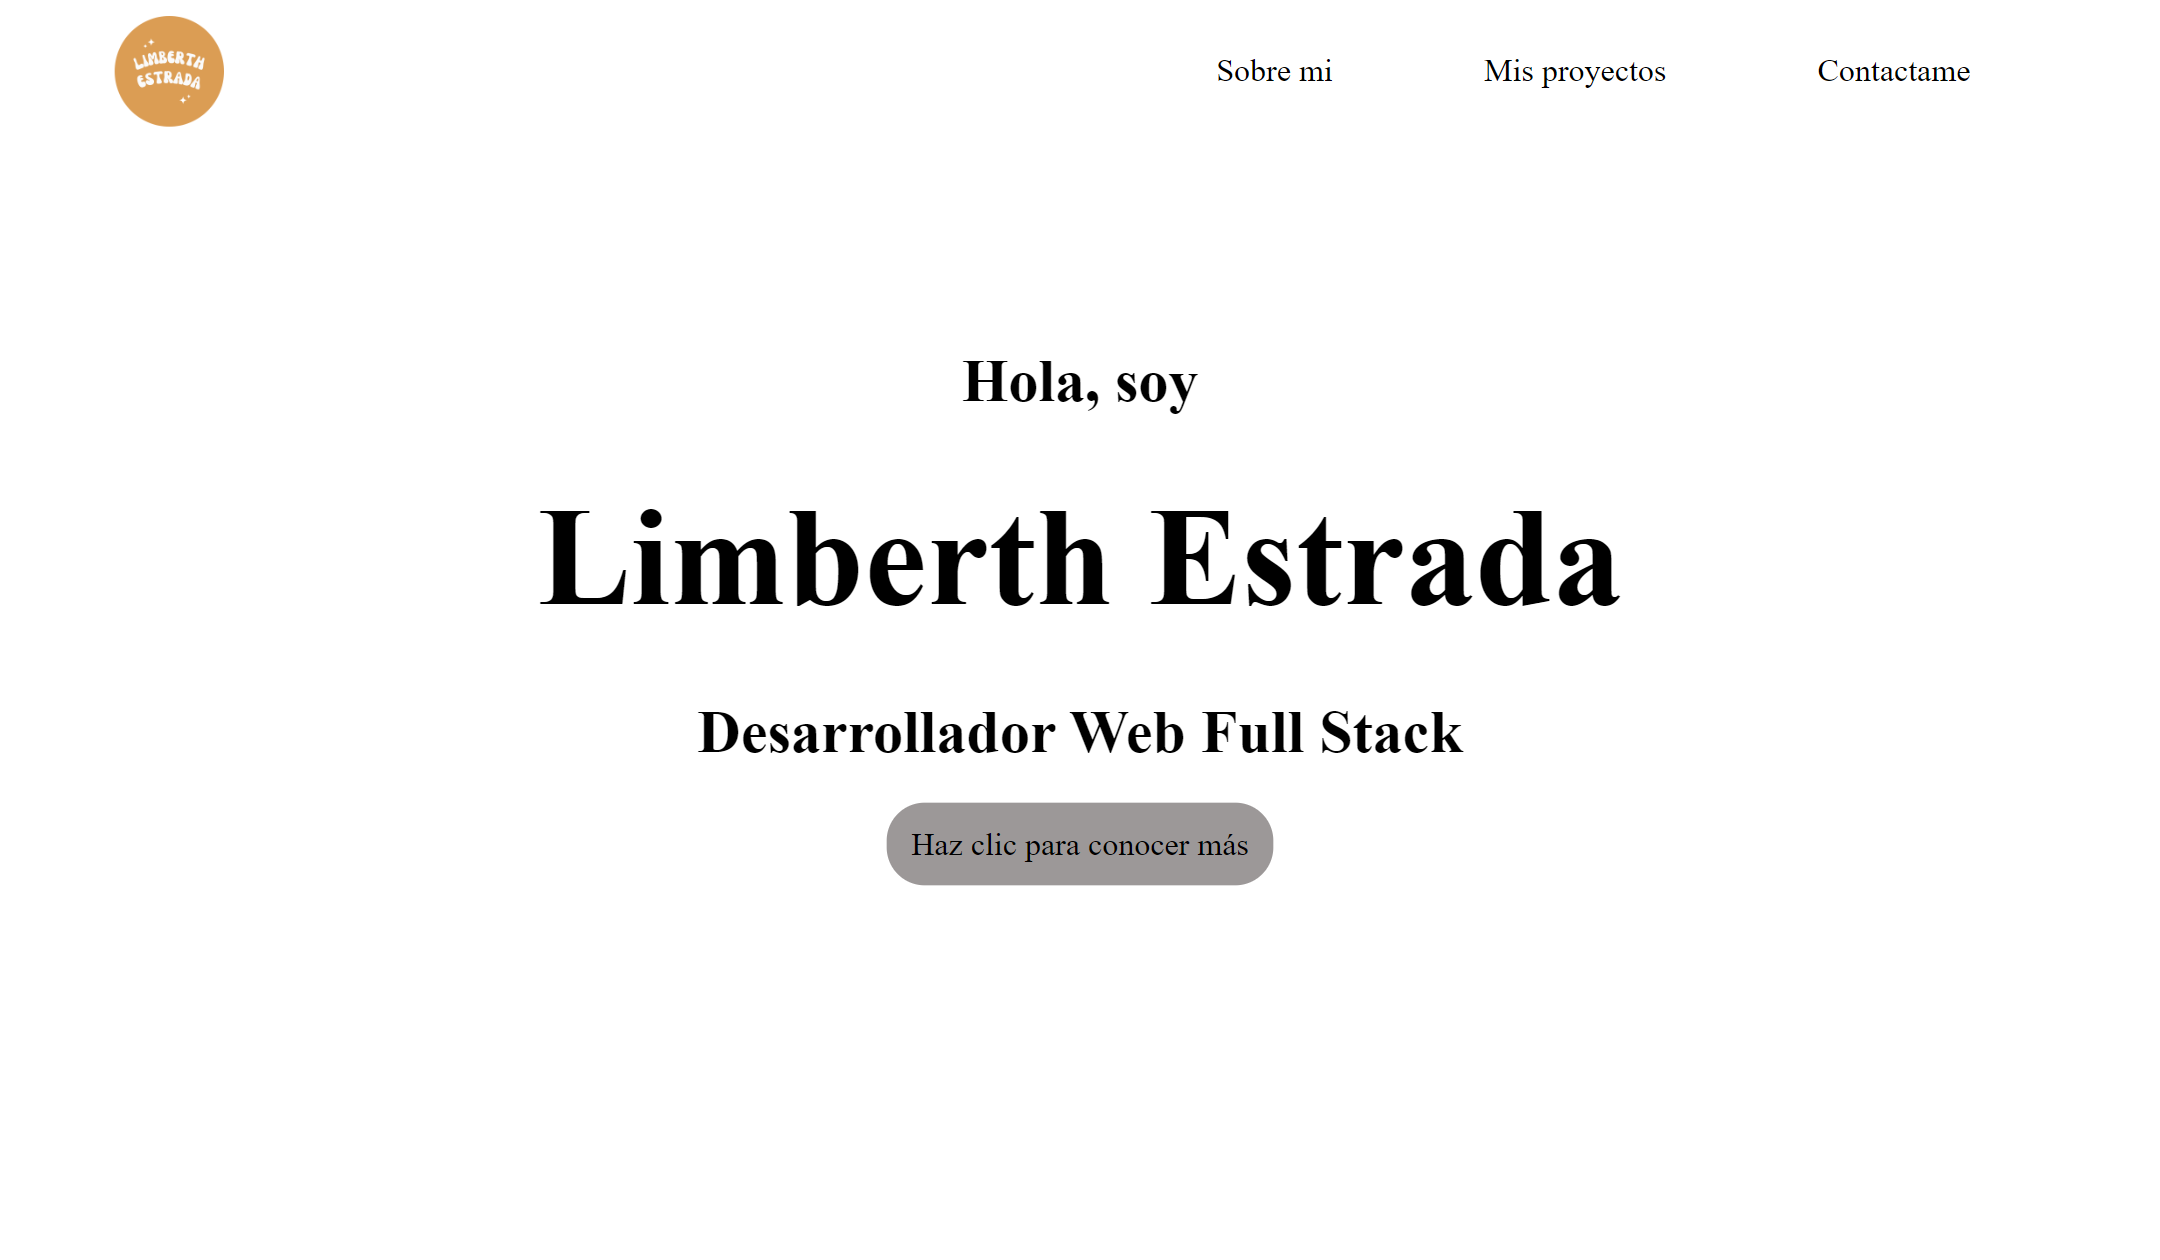 LIMBERTH
ESTRADA
Sobre mi
Mis proyectos
Contactame
Hola, soy
Limberth Estrada
Desarrollador Web Full Stack
Haz clic para conocer más